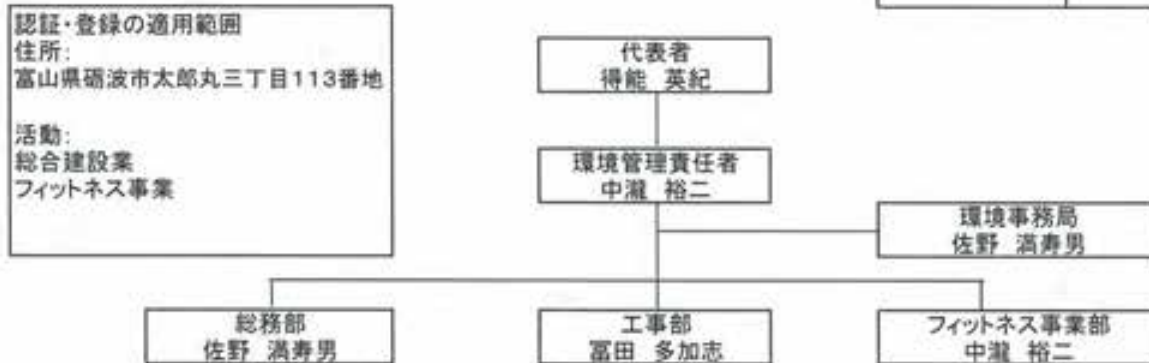 認証・登録の適用範囲
住所:
富山県砺波市太郎丸三丁目113番地
活動:
総合建設業
フィットネス事業
代表者
得能 英紀
環境管理責任者
中瀧 裕二
環境事務局
佐野 満寿男
総務部
佐野 満寿男
工事部
冨田 多加志
フィットネス事業部
中瀧 裕二